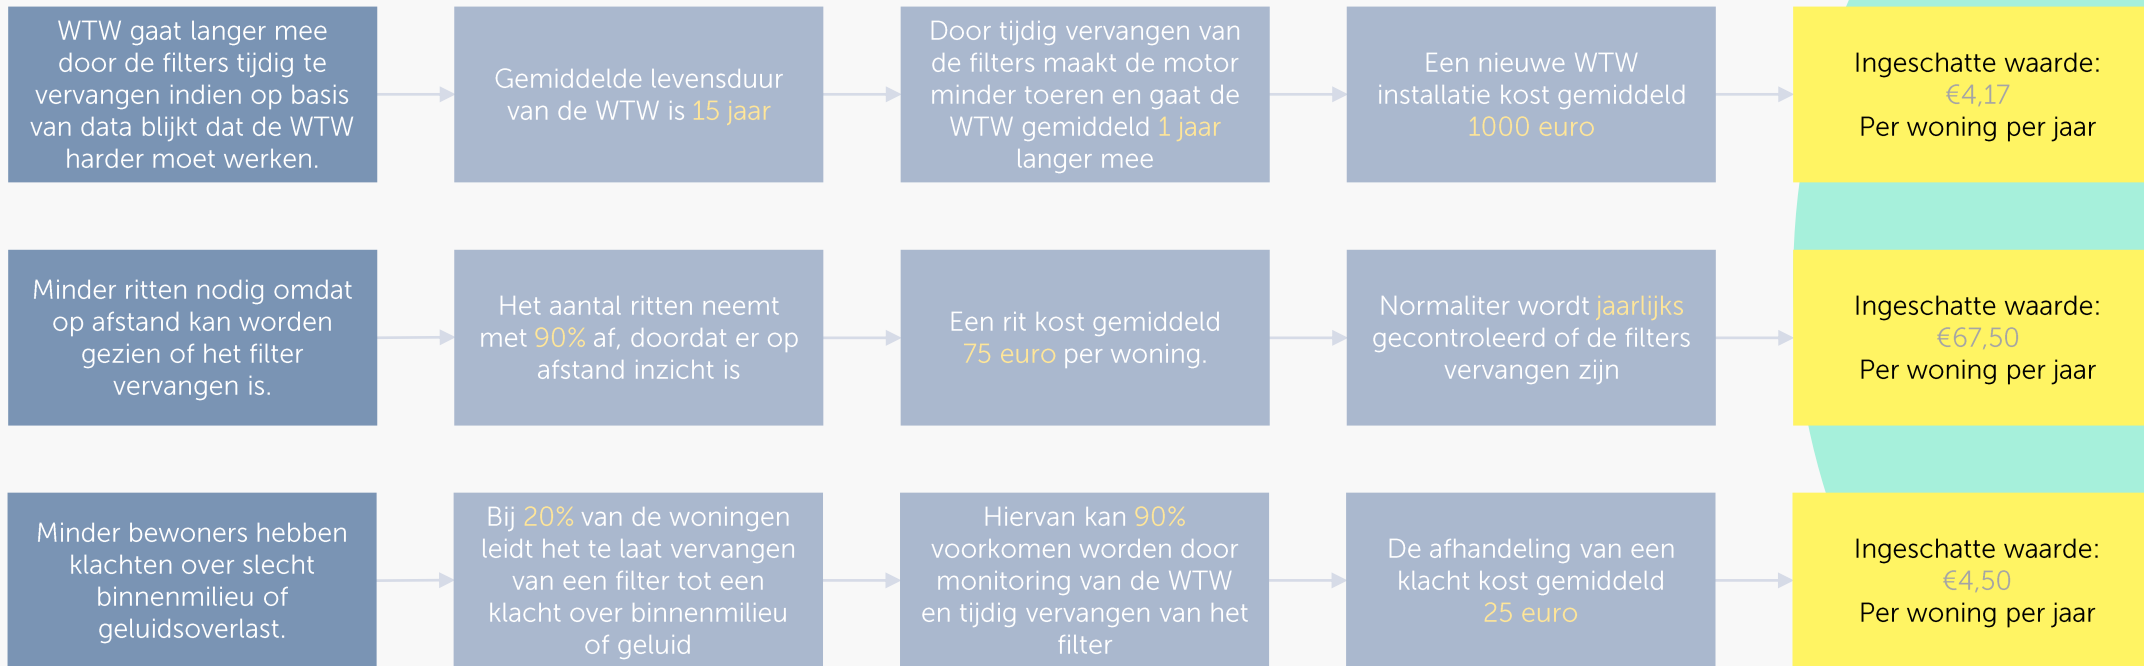 WTW gaat langer mee
door de filters tijdig te
vervangen indien op basis
van data blijkt dat de WTW
harder moet werken.
Gemiddelde levensduur
van de WTW is 15 jaar
Door tijdig vervangen van
de filters maakt de motor
minder toeren en gaat de
WTW gemiddeld 1 jaar
langer mee
Een nieuwe WTW
installatie kost gemiddeld
1000 euro
Ingeschatte waarde:
€4,17
Per woning per jaar
Minder ritten nodig omdat
op afstand kan worden
gezien of het filter
vervangen is.
Het aantal ritten neemt
met 90% af, doordat er op
afstand inzicht is
Een rit kost gemiddeld
75 euro per woning.
Normaliter wordt jaarlijks
gecontroleerd of de filters
vervangen zijn
Ingeschatte waarde:
€67,50
Per woning per jaar
Minder bewoners hebben
klachten over slecht
binnenmilieu of
geluidsoverlast.
Bij 20% van de woningen
leidt het te laat vervangen
van een filter tot een
klacht over binnenmilieu
of geluid
Hiervan kan 90%
voorkomen worden door
monitoring van de WTW
en tijdig vervangen van het
filter
De afhandeling van een
klacht kost gemiddeld
25 euro
Ingeschatte waarde:
€4,50
Per woning per jaar